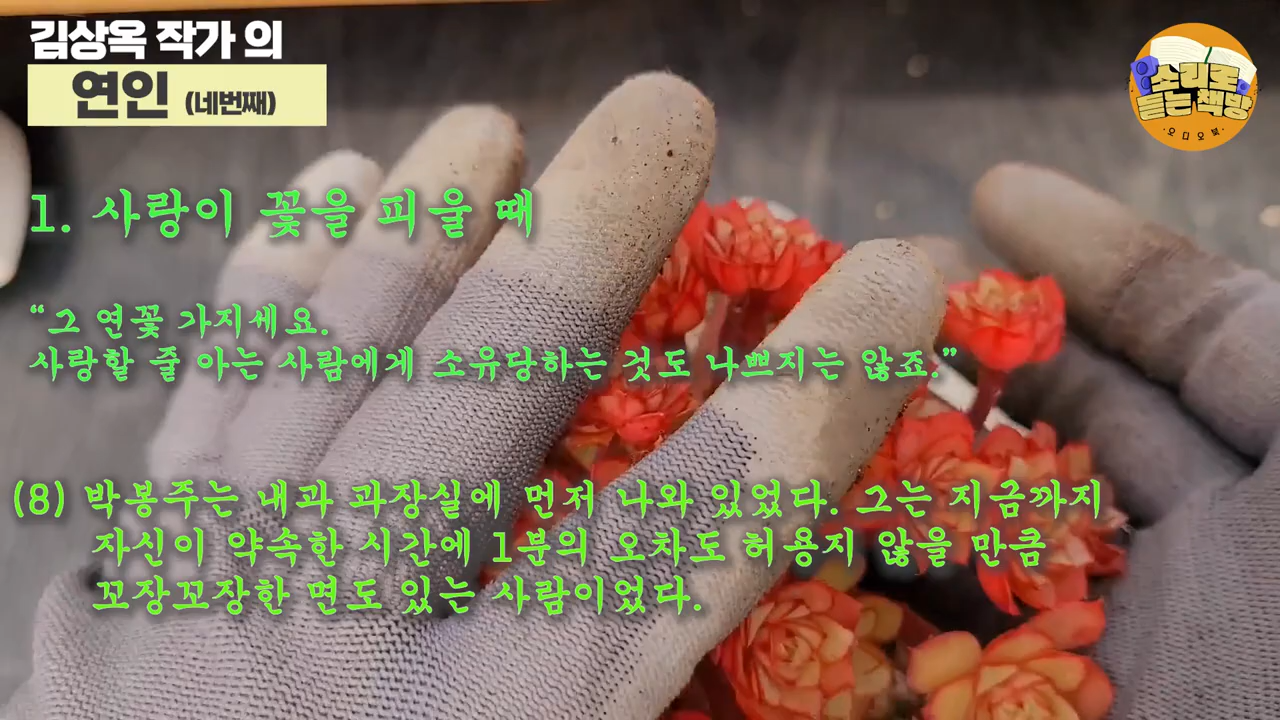 김상옥 작가 의
연인 (네번째)
소리로
듣는 책방
·오디오북·
1. 사랑이 꽃을 피울 때
“그 연꽃 가지세요.
사랑할 줄 아는 사람에게 소유당하는 것도 나쁘지는 않죠.”
(8) 박봉주는 내과 과장실에 먼저 나와 있었다. 그는 지금까지
자신이 약속한 시간에 1분의 오차도 허용지 않을 만큼
꼬장꼬장한 면도 있는 사람이었다.